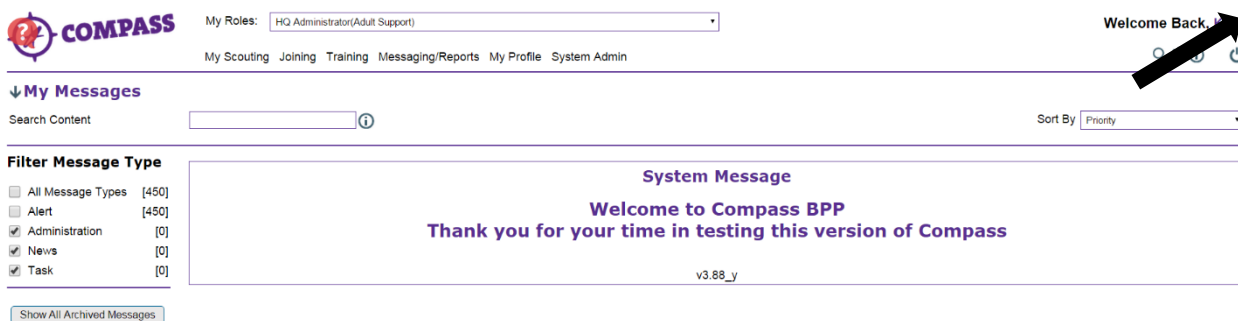 COMPASS
My Roles: HQ Administrator(Adult Support)
Welcome Back,
My Scouting Joining Training Messaging/Reports My Profile System Admin
My Messages
Search Content
Sort By Priority
Filter Message Type
All Message Types [450]
Alert [450]
Administration [0]
News [0]
Task [0]
Show All Archived Messages
System Message
Welcome to Compass BPP
Thank you for your time in testing this version of Compass
v3.88_y